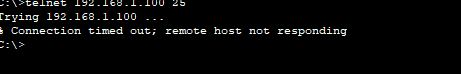 C:\>telnet 192.168.1.100 25
Trying 192.168.1.100 ...
% Connection timed out; remote host not responding
C:\>